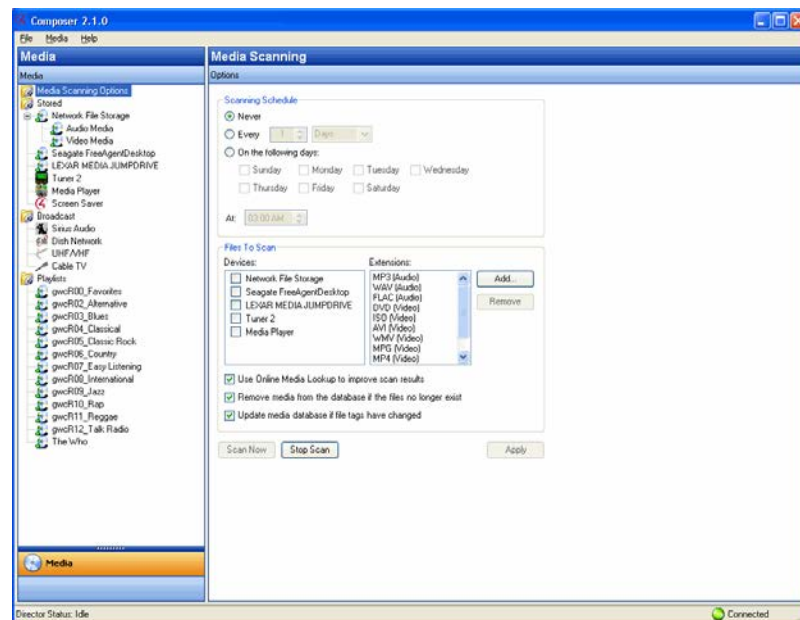 Composer 2.1.0
File Media Help
Media
Media
Media Scanning Options
Stored
Network File Storage
Audio Media
Video Media
Seagate FreeAgentDesktop
LEXAR MEDIA JUMPDRIVE
Tuner 2
Media Player
Screen Saver
Broadcast
Sirius Audio
Dish Network
UHF/VHF
Cable TV
Playlists
gwcR00_Favorites
gwcR02_Alternative
gwcR03_Blues
gwcR04_Classical
gwcR05_Classic Rock
gwcR06_Country
gwcR07_Easy Listening
gwcR08_International
gwcR09_Jazz
gwcR10_Rap
gwcR11_Reggae
gwcR12_Talk Radio
The Who
Media
Media Scanning
Options
Scanning Schedule
Never
Every 1 Days
On the following days:
Sunday Monday Tuesday Wednesday
Thursday Friday Saturday
At: 03:00 AM
Files To Scan
Devices:
Network File Storage
Seagate FreeAgentDesktop
LEXAR MEDIA JUMPDRIVE
Tuner 2
Media Player
Extensions:
MP3 (Audio)
WAV (Audio)
FLAC (Audio)
DVD (Video)
ISO (Video)
AVI (Video)
WMV (Video)
MPG (Video)
MP4 (Video)
Add...
Remove
Use Online Media Lookup to improve scan results
Remove media from the database if the files no longer exist
Update media database if file tags have changed
Scan Now Stop Scan Apply
Director Status: Idle Connected